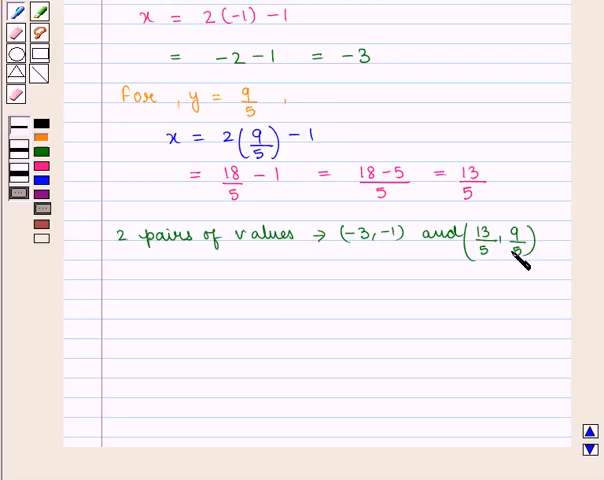 x = 2(-1) -1
= -2-1 = -3
For, y = 9/5,
x = 2(9/5) -1
= 18/5 - 1 = 18-5/5 = 13/5
2 pairs of values → (-3,-1) and (13/5, 9/5)